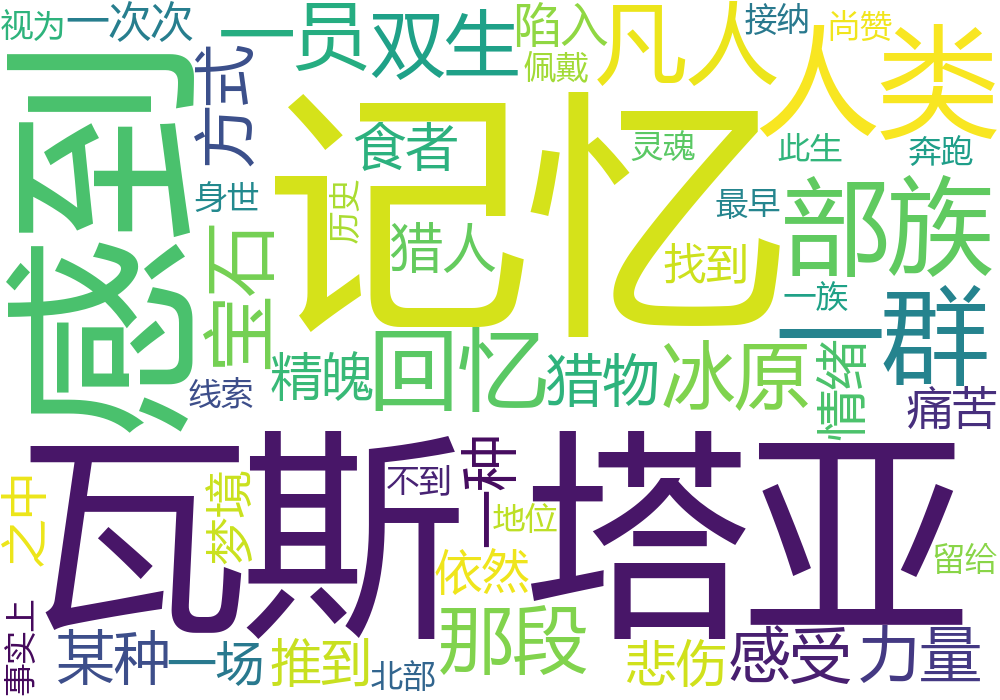 视为
一次次
一员
双生
陷入
佩戴
凡人
接纳
尚赞
人类
感到
方式
记忆
食者
灵魂
此生
奔跑
身世
历史
最早
部族
宝石
猎人
找到
一族
一群
线索
精魄
回忆
猎物
冰原
情绪
痛苦
瓦斯塔亚
之中
梦境
不到
一种
地位
依然
留给
事实上
某种
一场
推到
北部
那段
悲伤
感受
力量